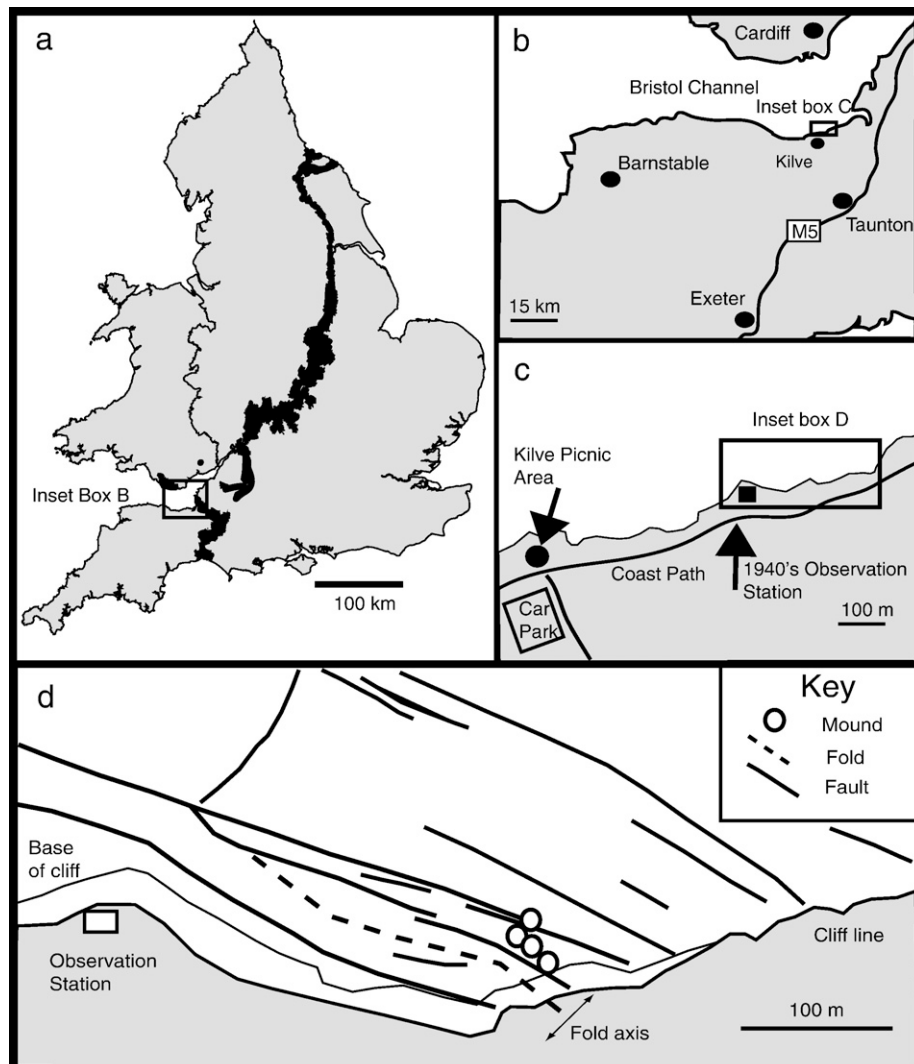 a
Inset Box B
100 km
b
Cardiff
Bristol Channel
Inset box C
Kilve
Barnstable
Taunton
M5
Exeter
15 km
c
Inset box D
Kilve Picnic
Area
Coast Path
1940's Observation
Station
Car
Park
100 m
d
Key
Mound
Fold
Fault
Base
of cliff
Observation
Station
Cliff line
Fold axis
100 m